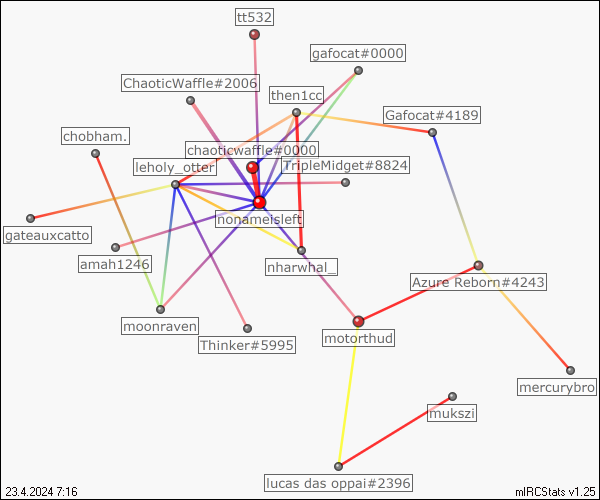 tt532
gafocat#0000
ChaoticWaffle#2006
then1cc
Gafocat#4189
chobham.
chaoticwaffle#0000
leholy_otter
TripleMidget#8824
nonameisleft
gateauxcatto
amah1246
nharwhal_
Azure Reborn#4243
moonraven
Thinker#5995
motorthud
mercurybro
mukszi
lucas das oppai#2396
23.4.2024 7:16
mIRCStats v1.25